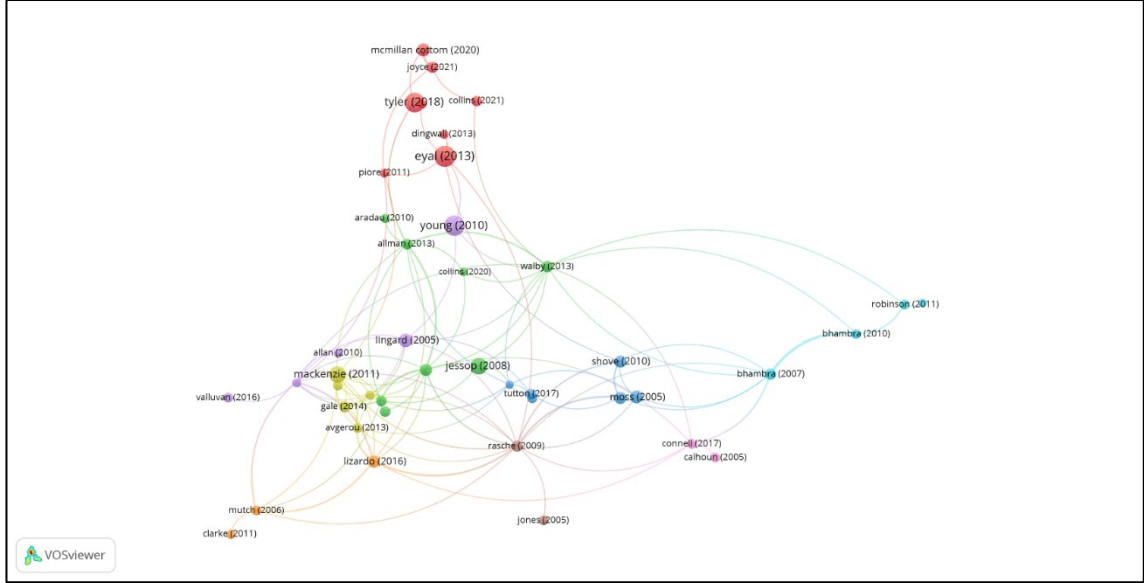 mcmillan cottom (2020)
joyce (2021)
tyler (2018)
collins (2021)
dingwall (2013)
eyal (2013)
piore (2011)
aradau (2010)
young (2010)
allman (2013)
walby (2013)
collins (2020)
robinson (2011)
bhambra (2010)
lingard (2005)
allan (2010)
shove (2010)
jessop (2008)
mackenzie (2011)
bhambra (2007)
valluvan (2016)
tutton (2017)
moss (2005)
gale (2014)
avgerou (2013)
rasche (2009)
connell (2017)
calhoun (2005)
lizardo (2016)
mutch (2006)
jones (2005)
clarke (2011)
VOSviewer